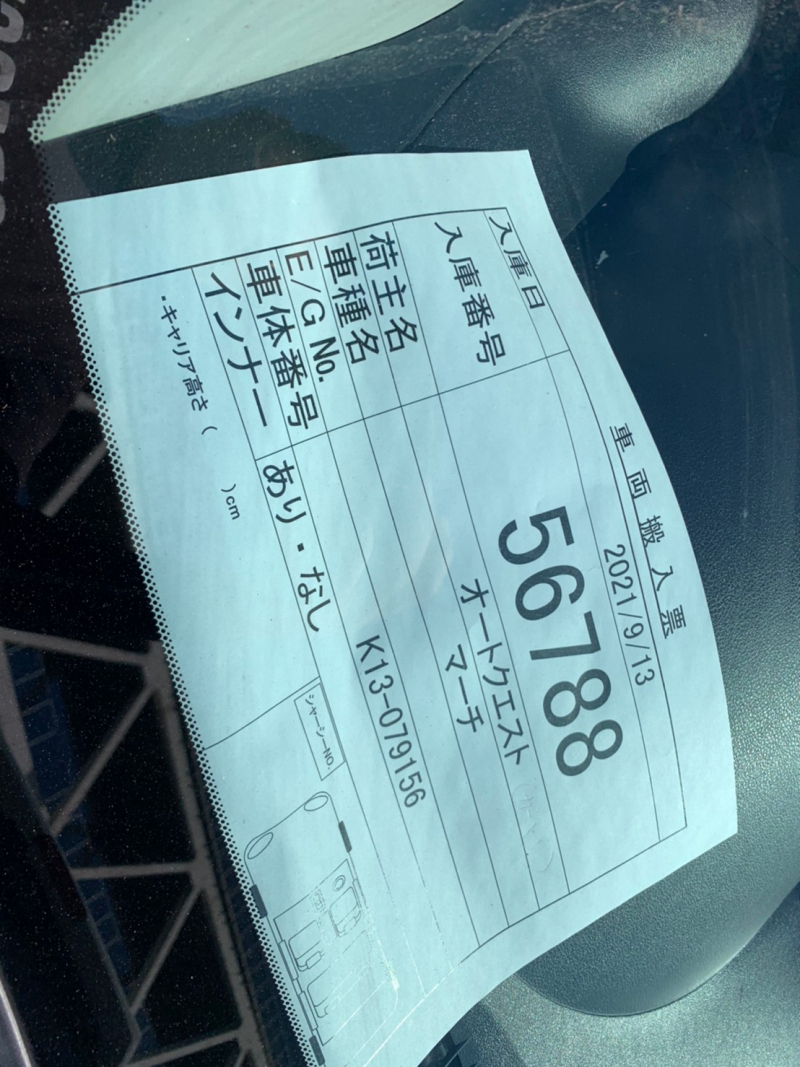 車両搬入票
入庫日 2021/9/13
入庫番号 56788
荷主名 オートクエスト
車種名 マーチ
E/G No.
車体番号 K13-079156
インナー あり・なし
・キャリア高さ（　　　）cm
シャーシーNO.